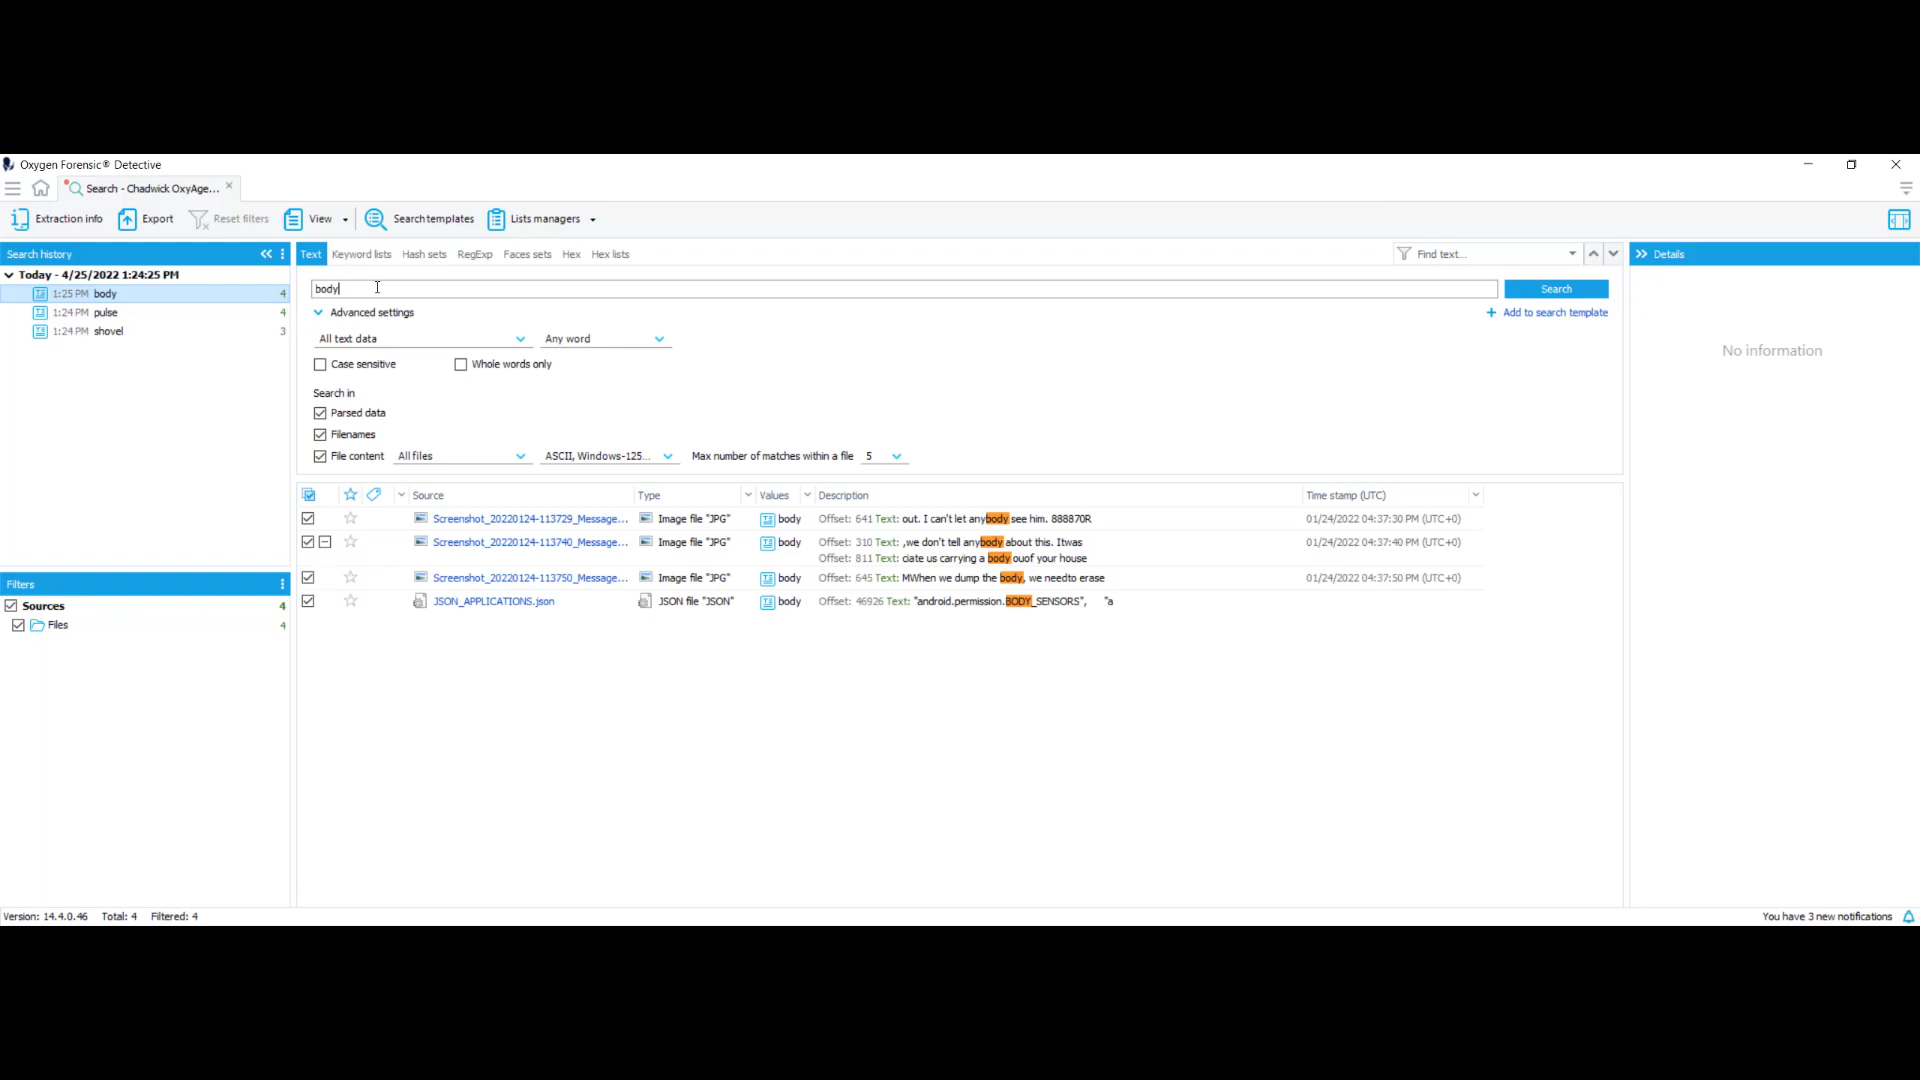 Oxygen Forensic® Detective
Search - Chadwick OxyAge...
Extraction info Export Reset filters View Search templates Lists managers
Search history
Text Keyword lists Hash sets RegExp Faces sets Hex Hex lists Find text...
Details
Today - 4/25/2022 1:24:25 PM
1:25 PM body 4
1:24 PM pulse 4
1:24 PM shovel 3
body
Search
Advanced settings
Add to search template
All text data Any word
Case sensitive Whole words only
Search in
Parsed data
Filenames
File content All files ASCII, Windows-125... Max number of matches within a file 5
No information
Source Type Values Description Time stamp (UTC)
Screenshot_20220124-113729_Message... Image file "JPG" body Offset: 641 Text: out. I can't let anybody see him. 888870R 01/24/2022 04:37:30 PM (UTC+0)
Screenshot_20220124-113740_Message... Image file "JPG" body Offset: 310 Text: ,we don't tell anybody about this. Itwas 01/24/2022 04:37:40 PM (UTC+0)
Offset: 811 Text: ciate us carrying a body ouof your house
Screenshot_20220124-113750_Message... Image file "JPG" body Offset: 645 Text: MWhen we dump the body, we needto erase 01/24/2022 04:37:50 PM (UTC+0)
JSON_APPLICATIONS.json JSON file "JSON" body Offset: 46926 Text: "android.permission.BODY_SENSORS", "a
Filters
Sources 4
Files 4
Version: 14.4.0.46 Total: 4 Filtered: 4
You have 3 new notifications